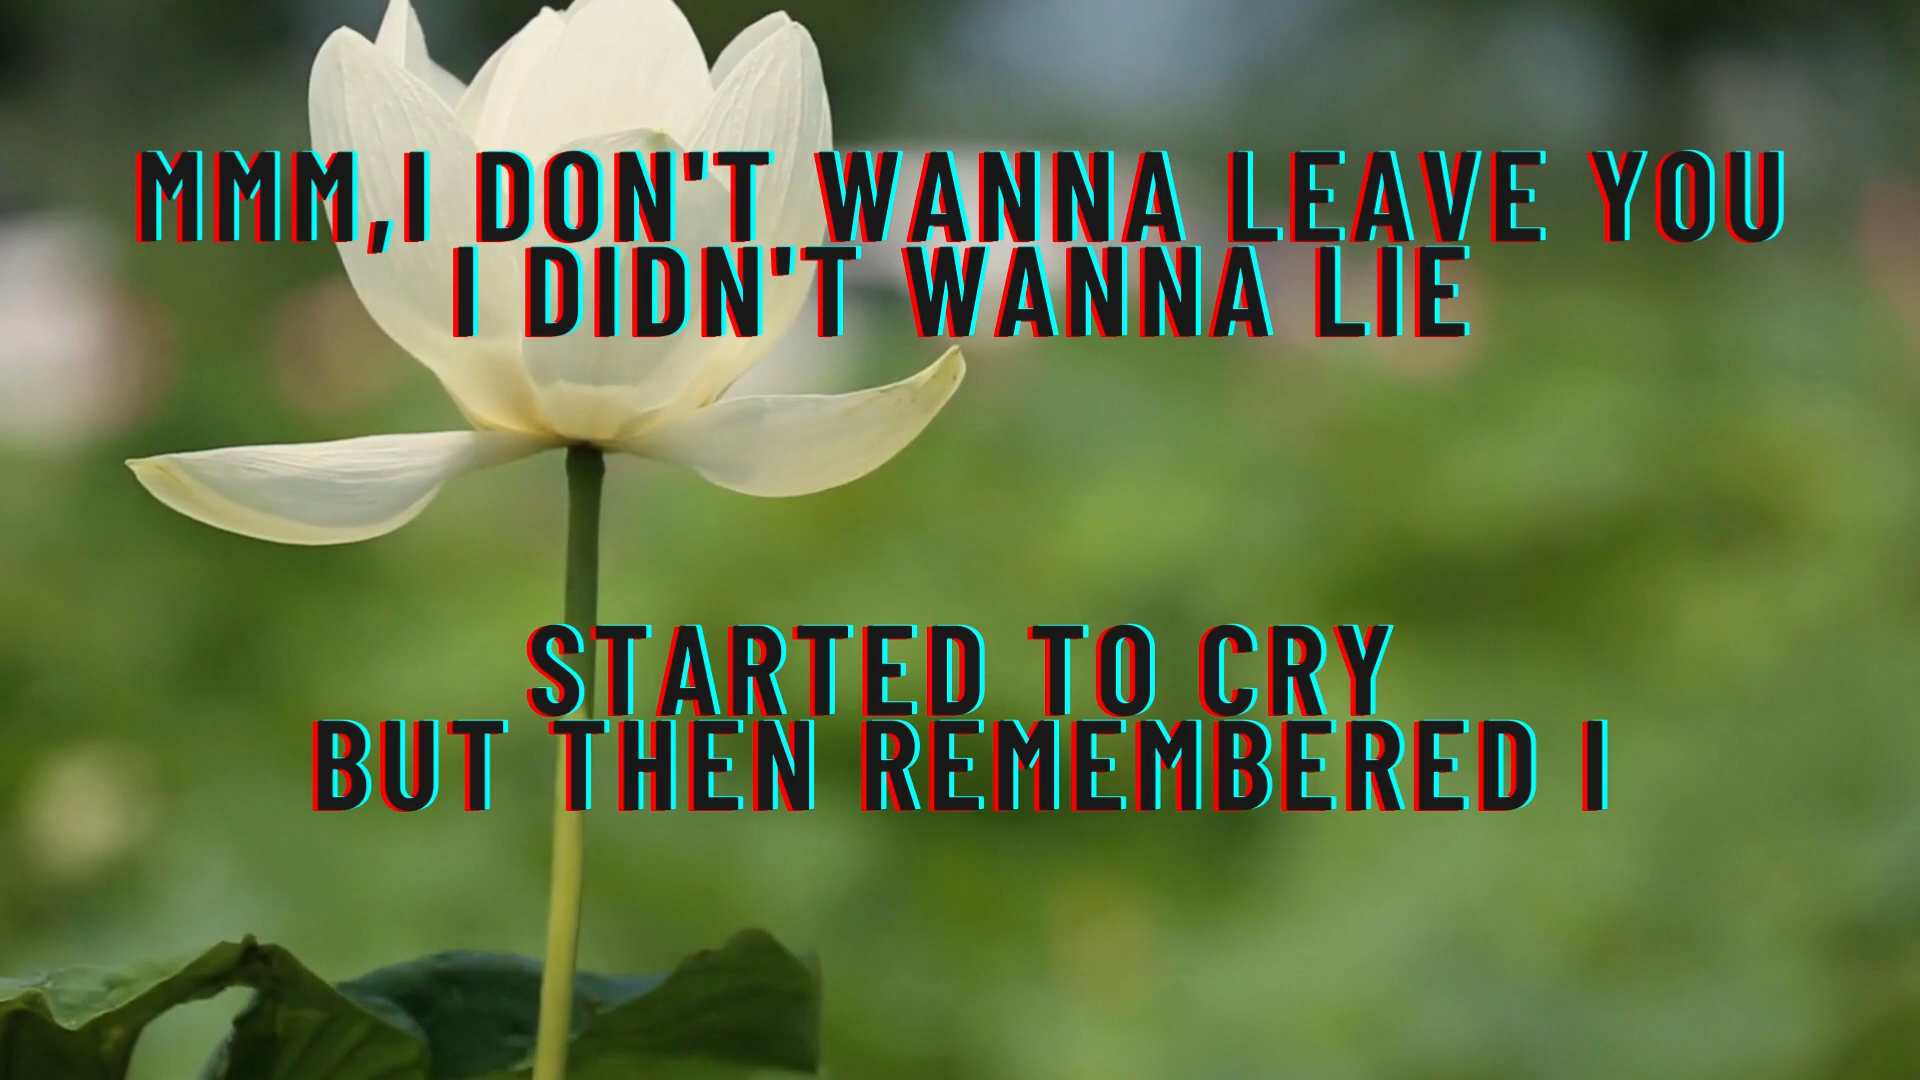 MMM,I DON'T WANNA LEAVE YOU
I DIDN'T WANNA LIE
STARTED TO CRY
BUT THEN REMEMBERED I